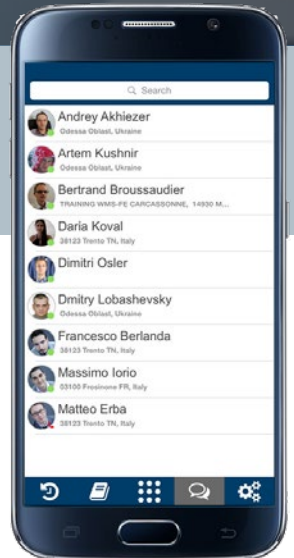 Search
Andrey Akhiezer
Odessa Oblast, Ukraine
Artem Kushnir
Odessa Oblast, Ukraine
Bertrand Broussaudier
TRAINING WMS-FE CARCASSONNE, 14930 M...
Daria Koval
38123 Trento TN, Italy
Dimitri Osler
Dmitry Lobashevsky
Odessa Oblast, Ukraine
Francesco Berlanda
38123 Trento TN, Italy
Massimo Iorio
03100 Frosinone FR, Italy
Matteo Erba
38123 Trento TN, Italy